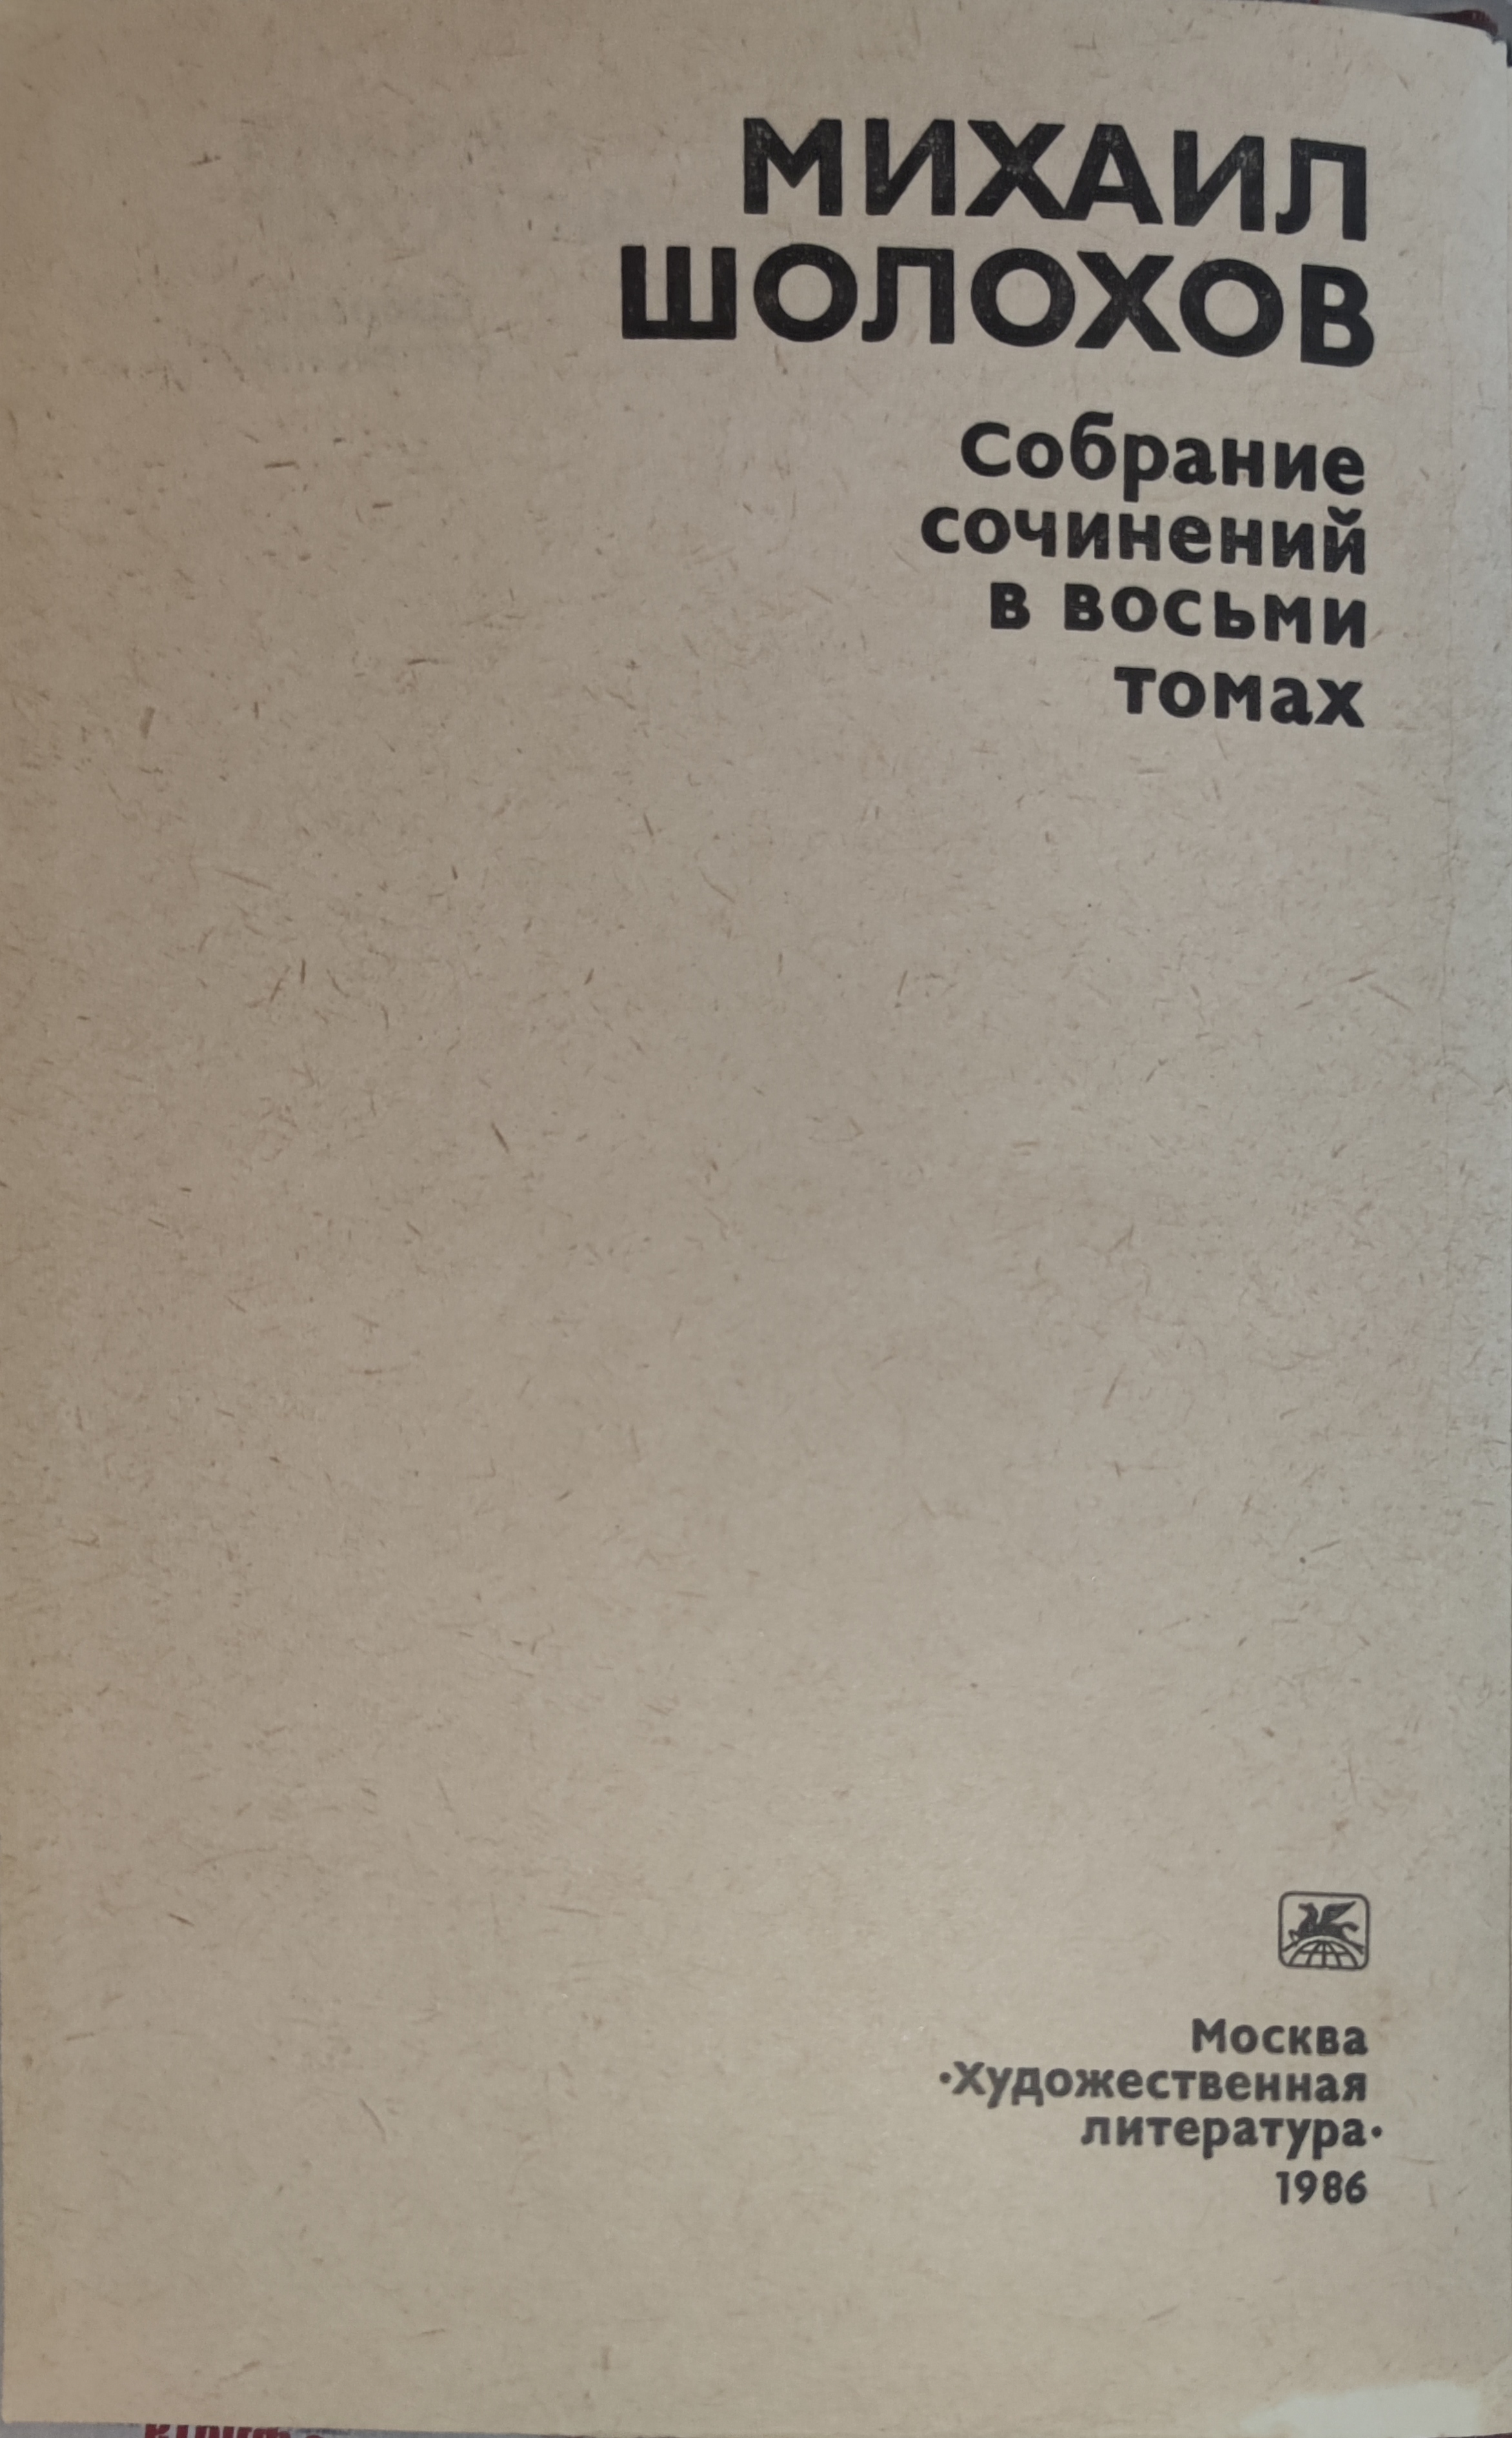 МИХАИЛ
ШОЛОХОВ
Собрание
сочинений
в восьми
томах
Москва
·Художественная
литература·
1986